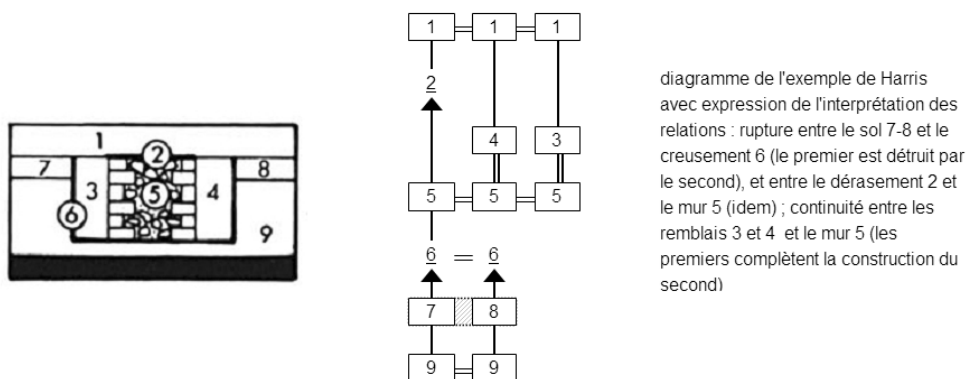 1
2
7
8
3
5
4
6
9
1 1 1
2
4 3
5 5 5
6 = 6
7 8
9 9
diagramme de l'exemple de Harris
avec expression de l'interprétation des
relations : rupture entre le sol 7-8 et le
creusement 6 (le premier est détruit par
le second), et entre le dérasement 2 et
le mur 5 (idem) ; continuité entre les
remblais 3 et 4 et le mur 5 (les
premiers complètent la construction du
second)